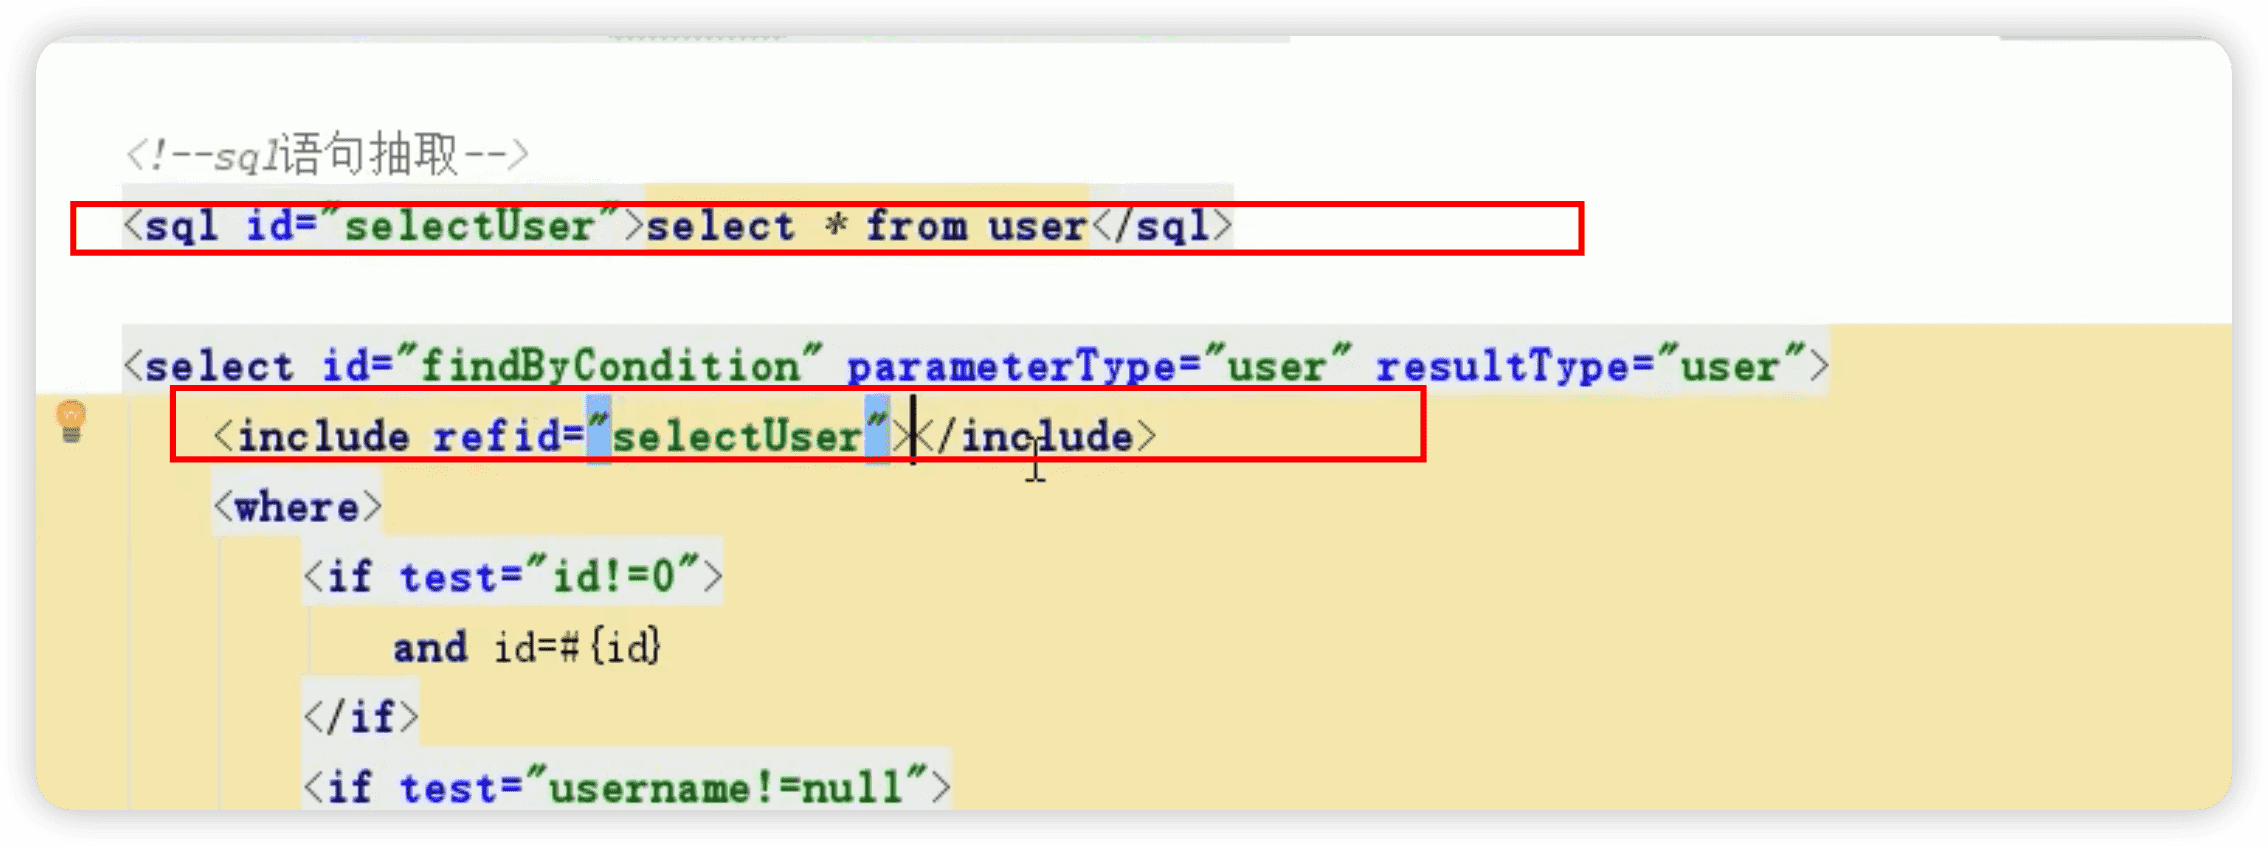 <!--sql语句抽取-->
<sql id="selectUser">select * from user</sql>
<select id="findByCondition" parameterType="user" resultType="user">
<include refid="selectUser"></include>
<where>
<if test="id!=0">
and id=#{id}
</if>
<if test="username!=null">